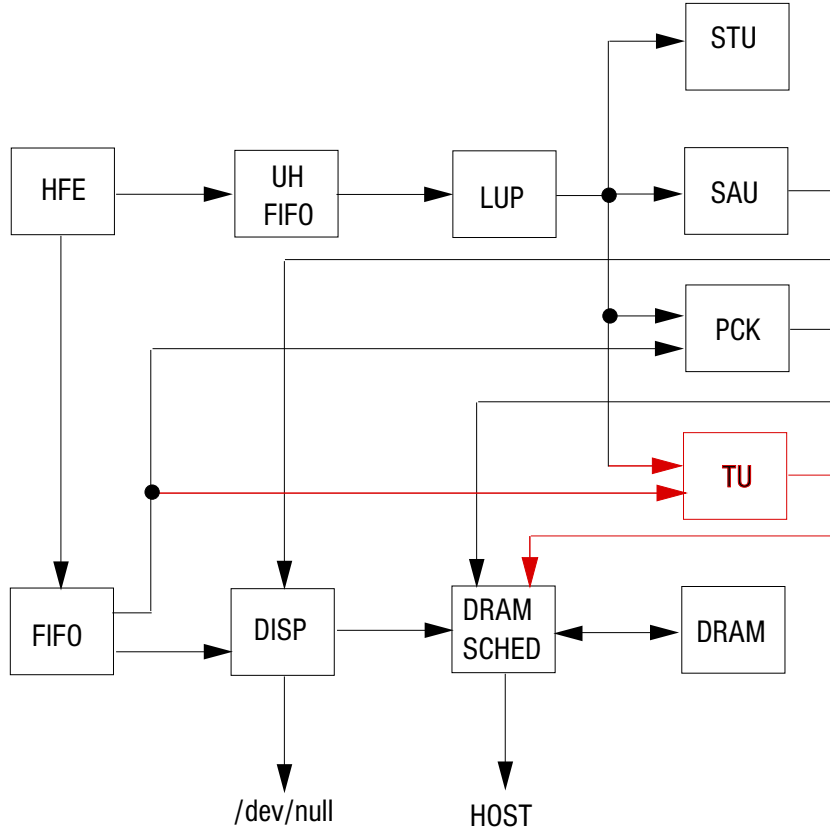 STU
HFE
UH
FIFO
LUP
SAU
PCK
TU
FIFO
DISP
DRAM
SCHED
DRAM
/dev/null
HOST